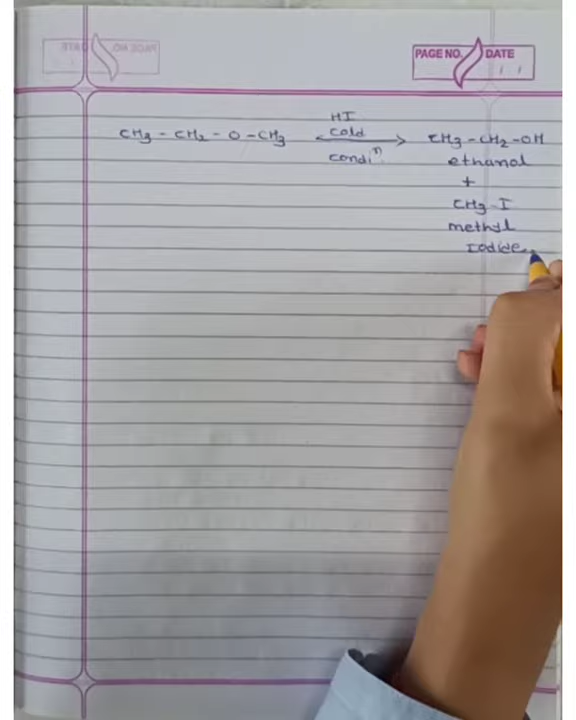 PAGE NO. DATE
HI
CH3 - CH2 - O - CH3 cold CH3 - CH2 - OH
condiⁿ ethanol
+
CH3 - I
methyl
Iodide